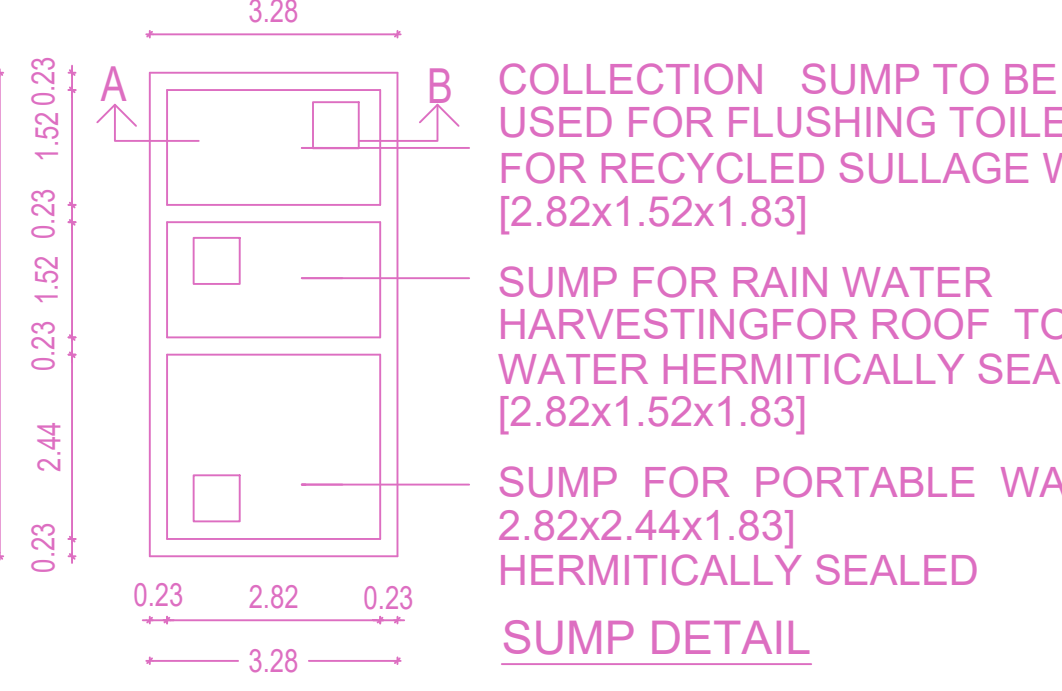 3.28
A
B
0.23
1.52
0.23
1.52
0.23
2.44
0.23
COLLECTION SUMP TO BE
USED FOR FLUSHING TOILE
FOR RECYCLED SULLAGE W
[2.82x1.52x1.83]
SUMP FOR RAIN WATER
HARVESTINGFOR ROOF TO
WATER HERMITICALLY SEA
[2.82x1.52x1.83]
SUMP FOR PORTABLE WA
2.82x2.44x1.83]
HERMITICALLY SEALED
0.23 2.82 0.23
3.28
SUMP DETAIL